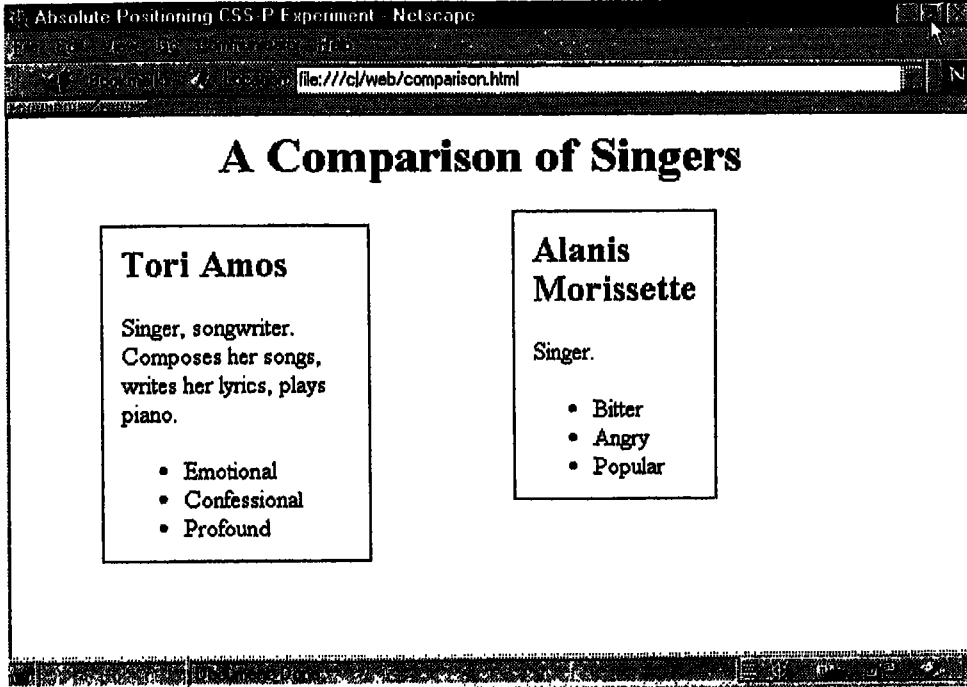 Absolute Positioning CSS-P Experiment - Netscape
file:///c|/web/comparison.html
N
A Comparison of Singers
Tori Amos
Singer, songwriter.
Composes her songs,
writes her lyrics, plays
piano.
• Emotional
• Confessional
• Profound
Alanis
Morissette
Singer.
• Bitter
• Angry
• Popular